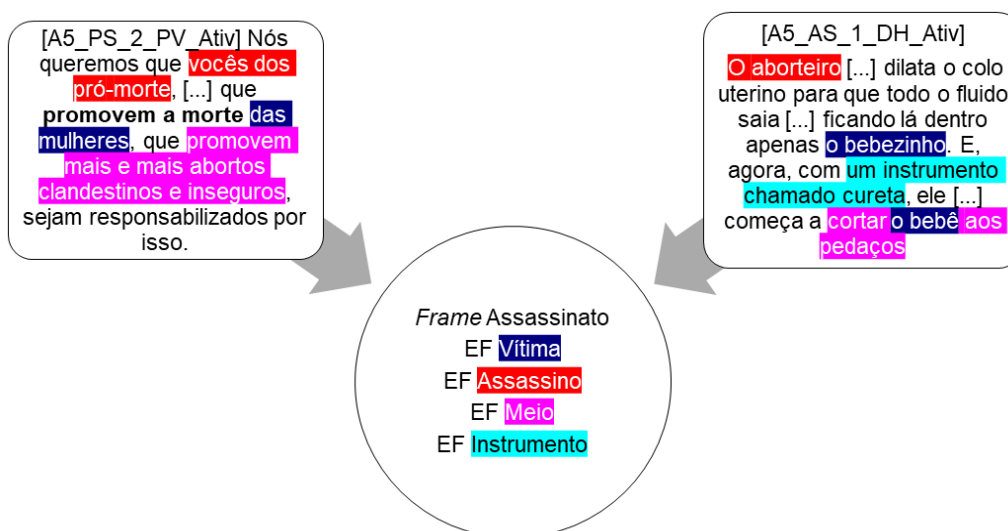 [A5_PS_2_PV_Ativ] Nós
queremos que vocês dos
pró-morte, [...] que
promovem a morte das
mulheres, que promovem
mais e mais abortos
clandestinos e inseguros,
sejam responsabilizados por
isso.
[A5_AS_1_DH_Ativ]
O aborteiro [...] dilata o colo
uterino para que todo o fluido
saia [...] ficando lá dentro
apenas o bebezinho. E,
agora, com um instrumento
chamado cureta, ele [...]
começa a cortar o bebê aos
pedaços
Frame Assassinato
EF Vítima
EF Assassino
EF Meio
EF Instrumento